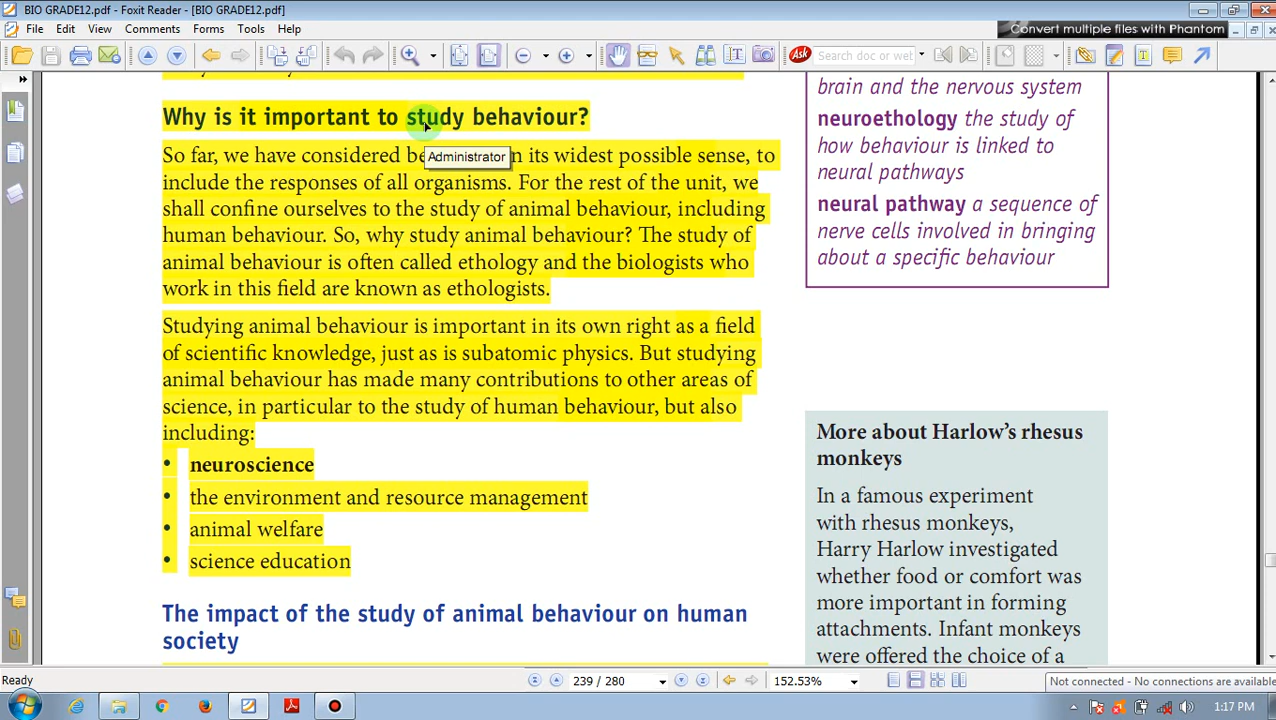 BIO GRADE12.pdf - Foxit Reader - [BIO GRADE12.pdf]
File Edit View Comments Forms Tools Help
Convert multiple files with Phantom
Ask Search doc or wet
Why is it important to study behaviour?
Administrator
So far, we have considered be n its widest possible sense, to
include the responses of all organisms. For the rest of the unit, we
shall confine ourselves to the study of animal behaviour, including
human behaviour. So, why study animal behaviour? The study of
animal behaviour is often called ethology and the biologists who
work in this field are known as ethologists.
Studying animal behaviour is important in its own right as a field
of scientific knowledge, just as is subatomic physics. But studying
animal behaviour has made many contributions to other areas of
science, in particular to the study of human behaviour, but also
including:
• neuroscience
• the environment and resource management
• animal welfare
• science education
The impact of the study of animal behaviour on human
society
brain and the nervous system
neuroethology the study of
how behaviour is linked to
neural pathways
neural pathway a sequence of
nerve cells involved in bringing
about a specific behaviour
More about Harlow's rhesus
monkeys
In a famous experiment
with rhesus monkeys,
Harry Harlow investigated
whether food or comfort was
more important in forming
attachments. Infant monkeys
were offered the choice of a
Ready
239 / 280
152.53%
Not connected - No connections are available
1:17 PM